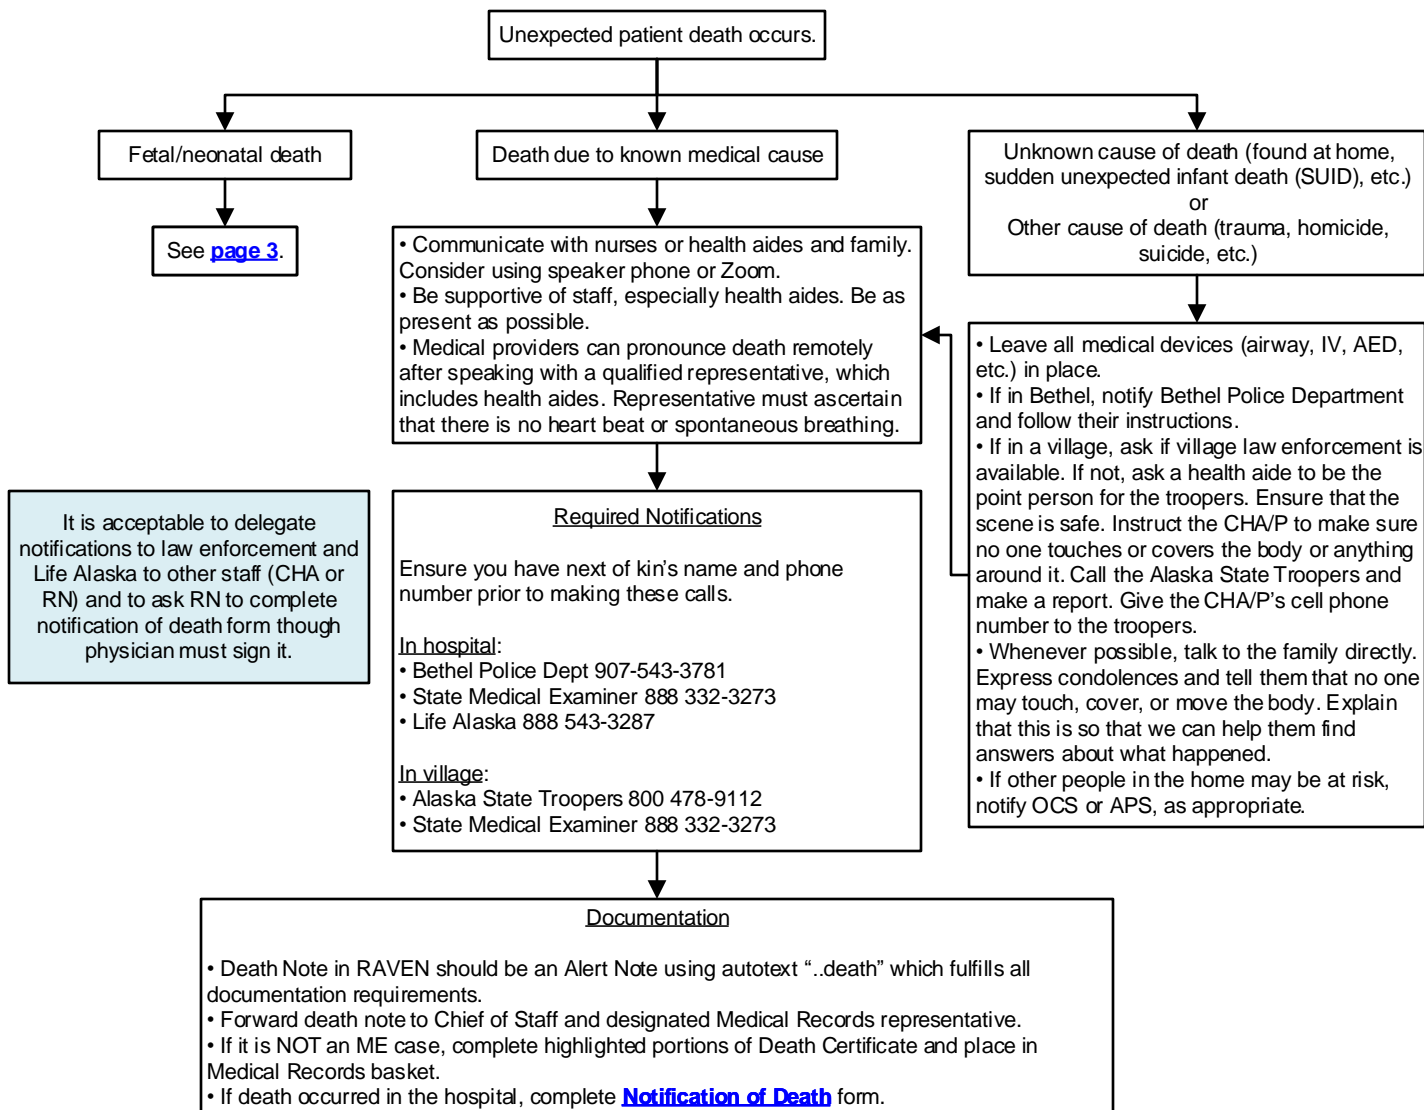 Unexpected patient death occurs.
Fetal/neonatal death
See page 3.
Death due to known medical cause
• Communicate with nurses or health aides and family.
Consider using speaker phone or Zoom.
• Be supportive of staff, especially health aides. Be as
present as possible.
• Medical providers can pronounce death remotely
after speaking with a qualified representative, which
includes health aides. Representative must ascertain
that there is no heart beat or spontaneous breathing.
Unknown cause of death (found at home,
sudden unexpected infant death (SUID), etc.)
or
Other cause of death (trauma, homicide,
suicide, etc.)
• Leave all medical devices (airway, IV, AED,
etc.) in place.
• If in Bethel, notify Bethel Police Department
and follow their instructions.
• If in a village, ask if village law enforcement is
available. If not, ask a health aide to be the
point person for the troopers. Ensure that the
scene is safe. Instruct the CHA/P to make sure
no one touches or covers the body or anything
around it. Call the Alaska State Troopers and
make a report. Give the CHA/P's cell phone
number to the troopers.
• Whenever possible, talk to the family directly.
Express condolences and tell them that no one
may touch, cover, or move the body. Explain
that this is so that we can help them find
answers about what happened.
• If other people in the home may be at risk,
notify OCS or APS, as appropriate.
It is acceptable to delegate
notifications to law enforcement and
Life Alaska to other staff (CHA or
RN) and to ask RN to complete
notification of death form though
physician must sign it.
Required Notifications
Ensure you have next of kin's name and phone
number prior to making these calls.
In hospital:
• Bethel Police Dept 907-543-3781
• State Medical Examiner 888 332-3273
• Life Alaska 888 543-3287
In village:
• Alaska State Troopers 800 478-9112
• State Medical Examiner 888 332-3273
Documentation
• Death Note in RAVEN should be an Alert Note using autotext "..death" which fulfills all
documentation requirements.
• Forward death note to Chief of Staff and designated Medical Records representative.
• If it is NOT an ME case, complete highlighted portions of Death Certificate and place in
Medical Records basket.
• If death occurred in the hospital, complete Notification of Death form.